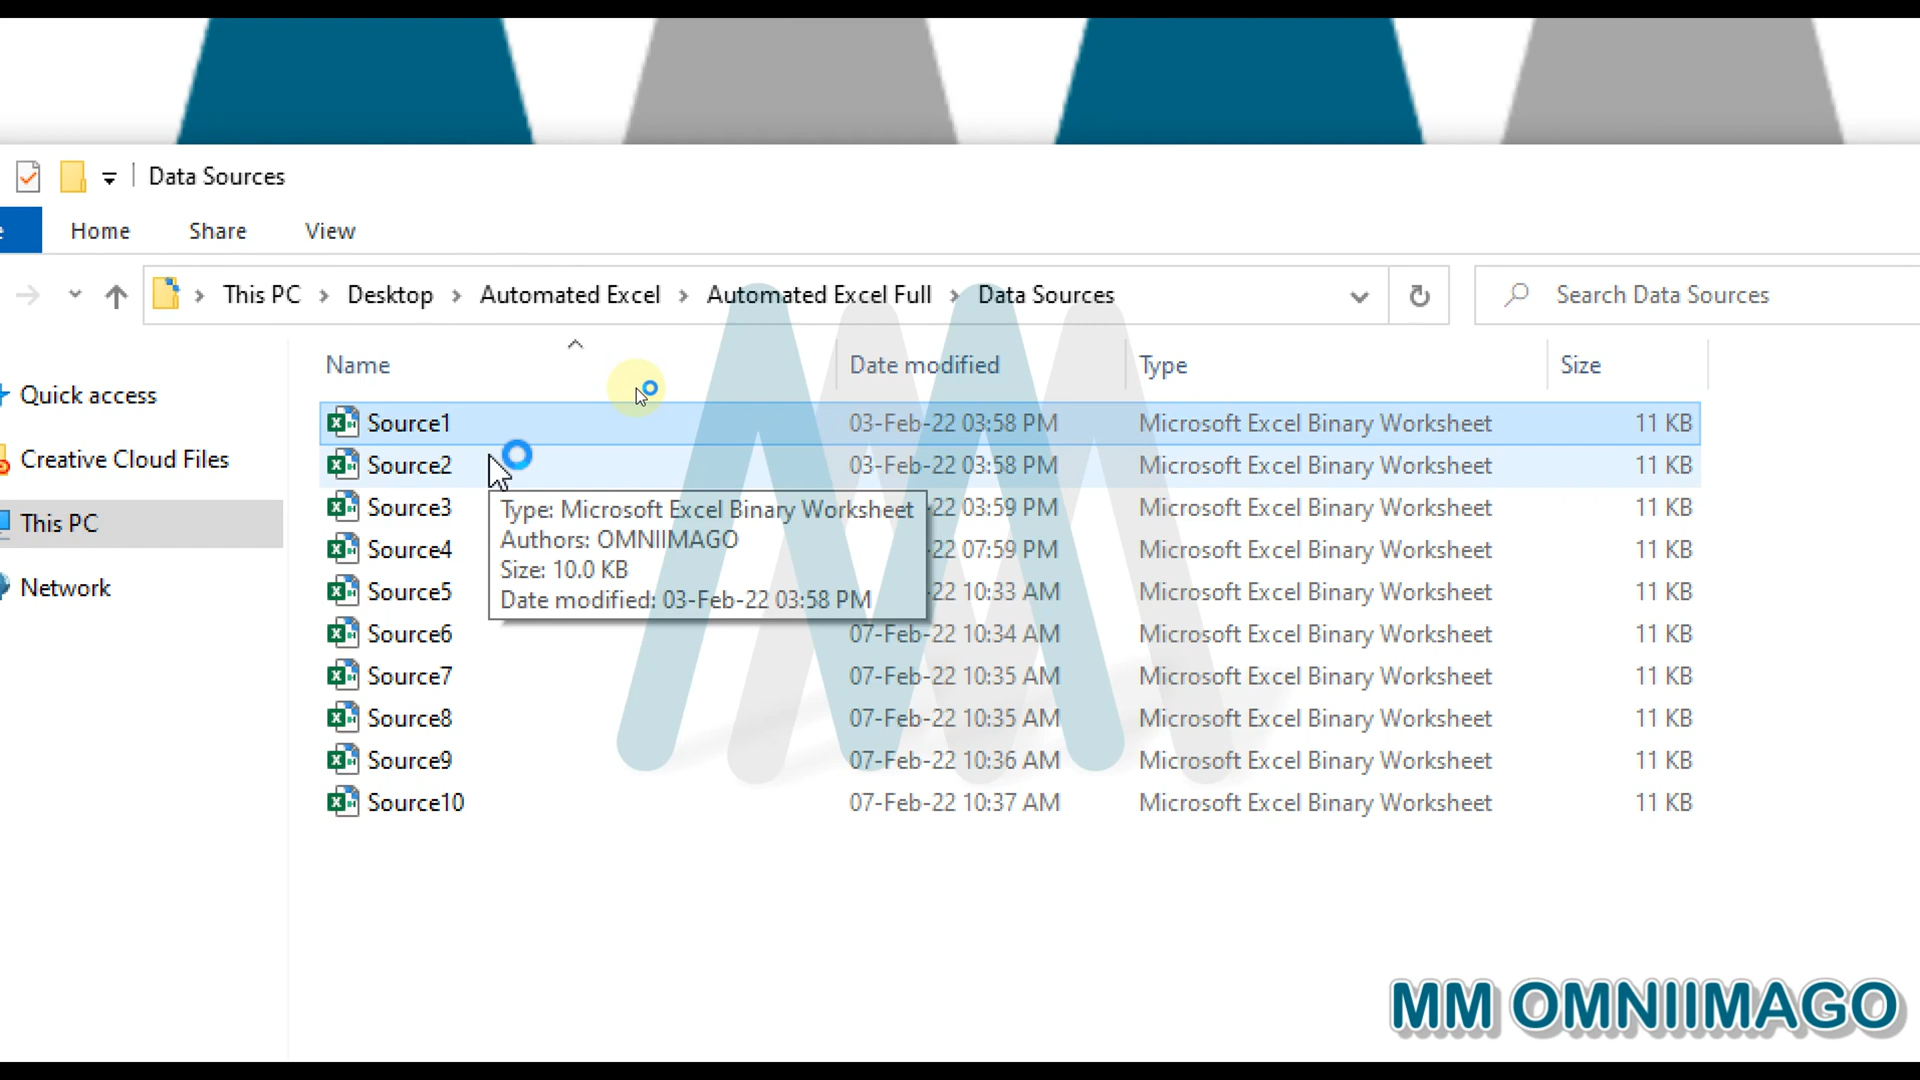 Data Sources
Home Share View
This PC Desktop Automated Excel Automated Excel Full Data Sources Search Data Sources
Name Date modified Type Size
Quick access
Creative Cloud Files
This PC
Network
Source1 03-Feb-22 03:58 PM Microsoft Excel Binary Worksheet 11 KB
Source2 03-Feb-22 03:58 PM Microsoft Excel Binary Worksheet 11 KB
Source3 -22 03:59 PM Microsoft Excel Binary Worksheet 11 KB
Source4 -22 07:59 PM Microsoft Excel Binary Worksheet 11 KB
Source5 -22 10:33 AM Microsoft Excel Binary Worksheet 11 KB
Source6 07-Feb-22 10:34 AM Microsoft Excel Binary Worksheet 11 KB
Source7 07-Feb-22 10:35 AM Microsoft Excel Binary Worksheet 11 KB
Source8 07-Feb-22 10:35 AM Microsoft Excel Binary Worksheet 11 KB
Source9 07-Feb-22 10:36 AM Microsoft Excel Binary Worksheet 11 KB
Source10 07-Feb-22 10:37 AM Microsoft Excel Binary Worksheet 11 KB
Type: Microsoft Excel Binary Worksheet
Authors: OMNIIMAGO
Size: 10.0 KB
Date modified: 03-Feb-22 03:58 PM
MM OMNIIMAGO